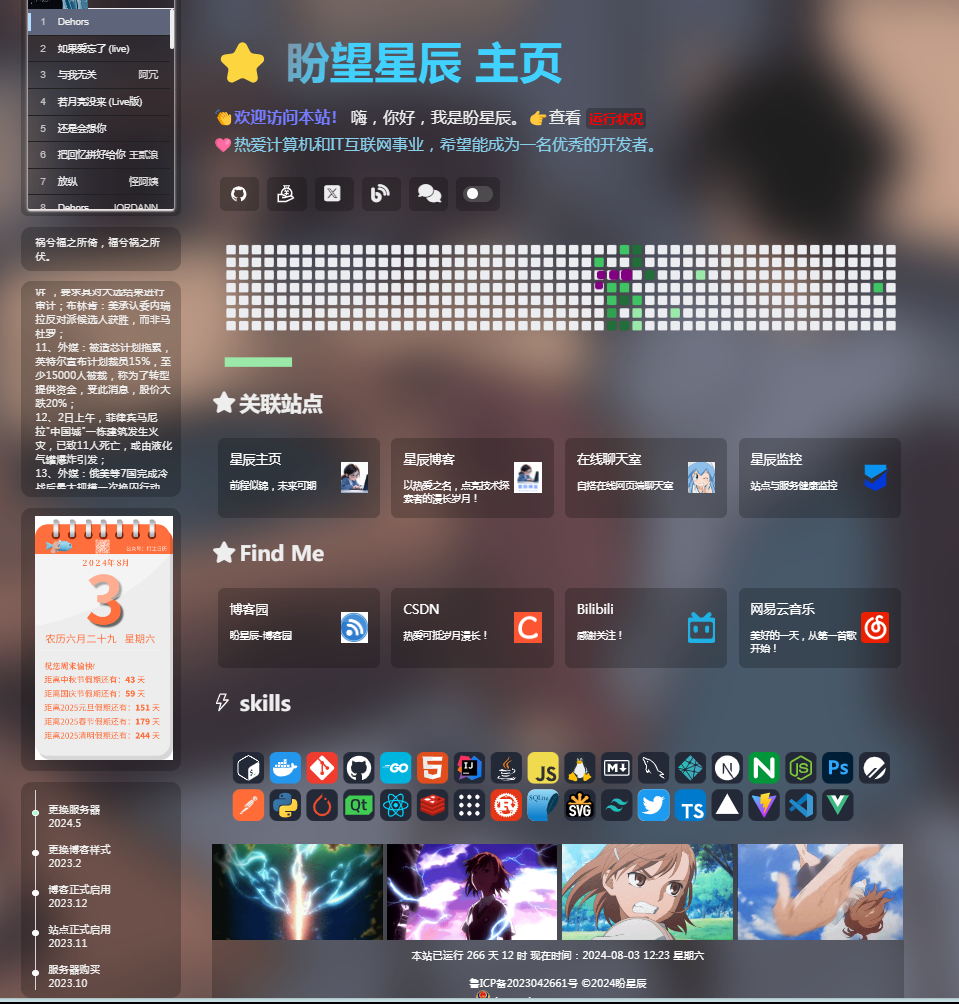 1 Dehors
2 如果爱忘了 (live)
3 与我无关 阿冗
4 若月亮没来 (Live版)
5 还是会想你
6 把回忆拼好给你 王贰浪
7 放纵 怪阿姨
8 Dehors JORDANN
祸兮福之所倚，福兮祸之所
伏。
诉 ，要求其对大选结果进行
审计；布林肯：美承认委内瑞
拉反对派候选人获胜，而非马
杜罗；
11、外媒：被造芯计划拖累，
英特尔宣布计划裁员15%，至
少15000人被裁，称为了转型
提供资金，受此消息，股价大
跌20%；
12、2日上午，菲律宾马尼
拉“中国城”一栋建筑发生火
灾，已致11人死亡，或由液化
气罐爆炸引发；
13、外媒：俄美等7国完成冷
战后最大规模一次换囚行动
2024年8月
3
农历六月二十九 星期六
祝您周末愉快!
距离中秋节假期还有：43 天
距离国庆节假期还有：59 天
距离2025元旦假期还有：151 天
距离2025春节假期还有：179 天
距离2025清明假期还有：244 天
更换服务器
2024.5
更换博客样式
2023.2
博客正式启用
2023.12
站点正式启用
2023.11
服务器购买
2023.10
盼望星辰 主页
👏欢迎访问本站！ 嗨，你好，我是盼星辰。👉查看 运行状况
💗热爱计算机和IT互联网事业，希望能成为一名优秀的开发者。
关联站点
星辰主页
前程似锦，未来可期
星辰博客
以热爱之名，点亮技术探
索者的漫长岁月！
在线聊天室
自搭在线网页端聊天室
星辰监控
站点与服务健康监控
Find Me
博客园
盼星辰-博客园
CSDN
热爱可抵岁月漫长！
C
Bilibili
感谢关注！
网易云音乐
美好的一天，从第一首歌
开始！
skills
GO
IJ
JS
M
N
N
JS
Ps
Qt
SQLite
SVG
TS
本站已运行 266 天 12 时 现在时间：2024-08-03 12:23 星期六
鲁ICP备2023042661号 ©2024盼星辰